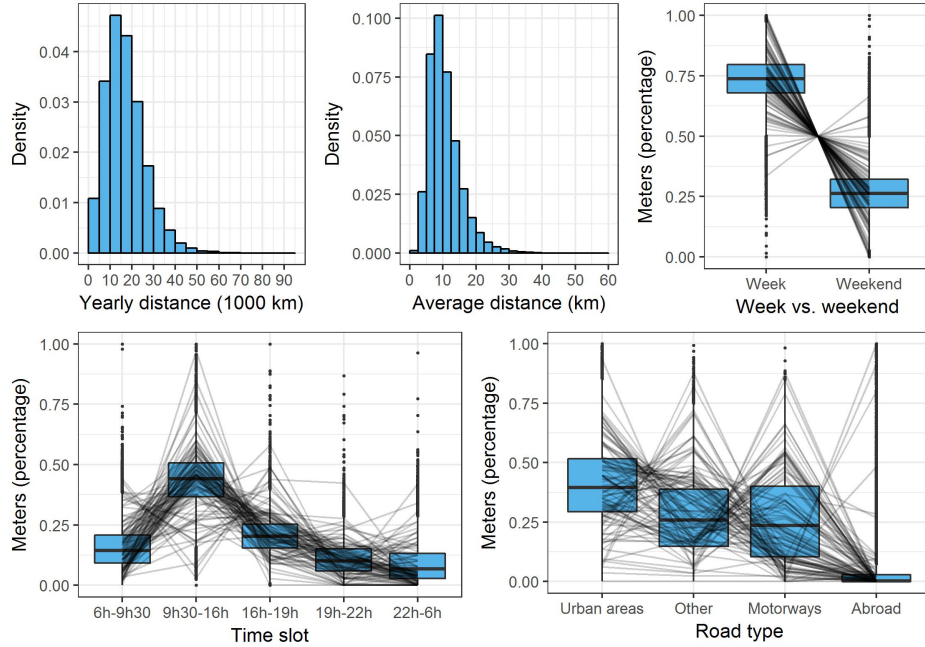 Density
0.04
0.03
0.02
0.01
0.00
0 10 20 30 40 50 60 70 80 90
Yearly distance (1000 km)
Density
0.100
0.075
0.050
0.025
0.000
0 10 20 30 40 50 60
Average distance (km)
Meters (percentage)
1.00
0.75
0.50
0.25
0.00
Week Weekend
Week vs. weekend
Meters (percentage)
1.00
0.75
0.50
0.25
0.00
6h-9h30 9h30-16h 16h-19h 19h-22h 22h-6h
Time slot
Meters (percentage)
1.00
0.75
0.50
0.25
0.00
Urban areas Other Motorways Abroad
Road type